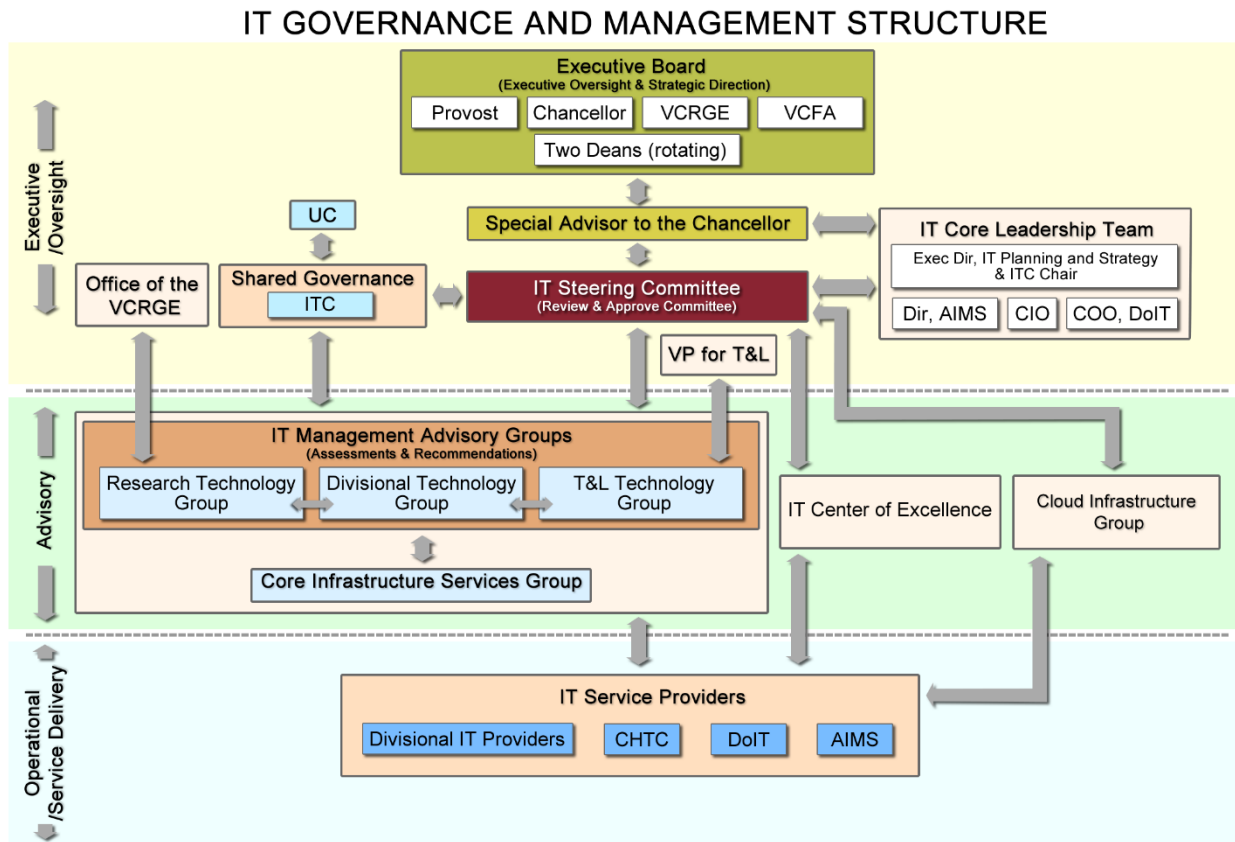 IT GOVERNANCE AND MANAGEMENT STRUCTURE
Executive
/Oversight
Executive Board
(Executive Oversight & Strategic Direction)
Provost
Chancellor
VCRGE
VCFA
Two Deans (rotating)
UC
Special Advisor to the Chancellor
IT Core Leadership Team
Exec Dir, IT Planning and Strategy
& ITC Chair
Dir, AIMS
CIO
COO, DoIT
Office of the
VCRGE
Shared Governance
ITC
IT Steering Committee
(Review & Approve Committee)
VP for T&L
Advisory
IT Management Advisory Groups
(Assessments & Recommendations)
Research Technology
Group
Divisional Technology
Group
T&L Technology
Group
Core Infrastructure Services Group
IT Center of Excellence
Cloud Infrastructure
Group
Operational
/Service Delivery
IT Service Providers
Divisional IT Providers
CHTC
DoIT
AIMS